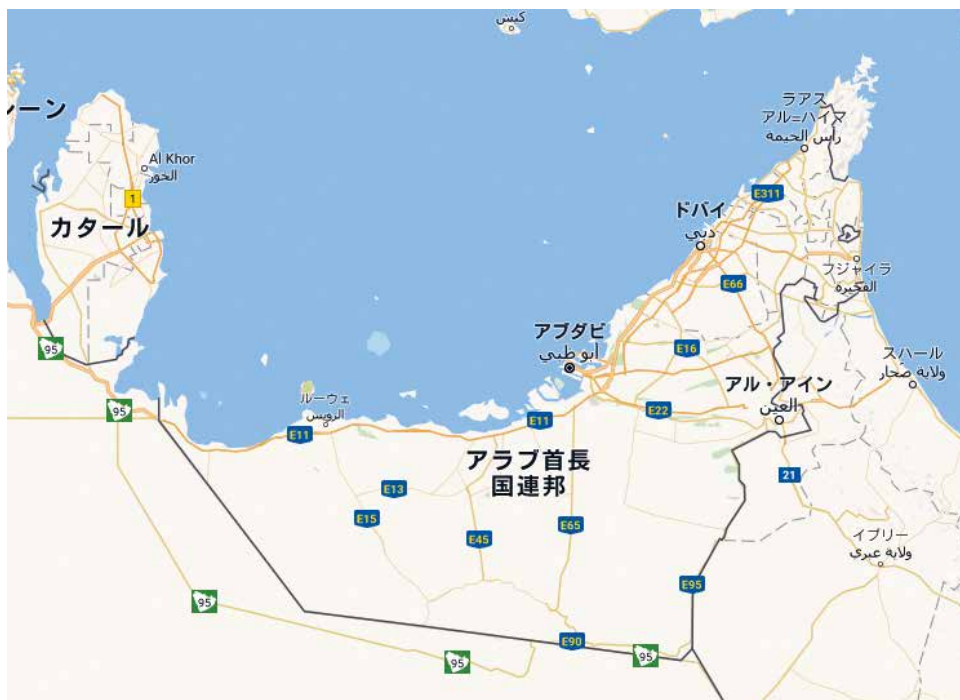 كيش
ーン
ラアス
アル=ハイマ
رأس الخيمة
Al Khor
الخور
1
カタール
E311
ドバイ
دبي
フジャイラ
الفجيرة
E66
アブダビ
أبو ظبي
E16
スハール
ولاية صحار
95
アル・アイン
العين
ルーウェ
الرويس
95
E11
E11
E22
アラブ首長
国連邦
21
E13
E15
E45
E65
イブリー
ولاية عبري
E95
95
E90
95
95